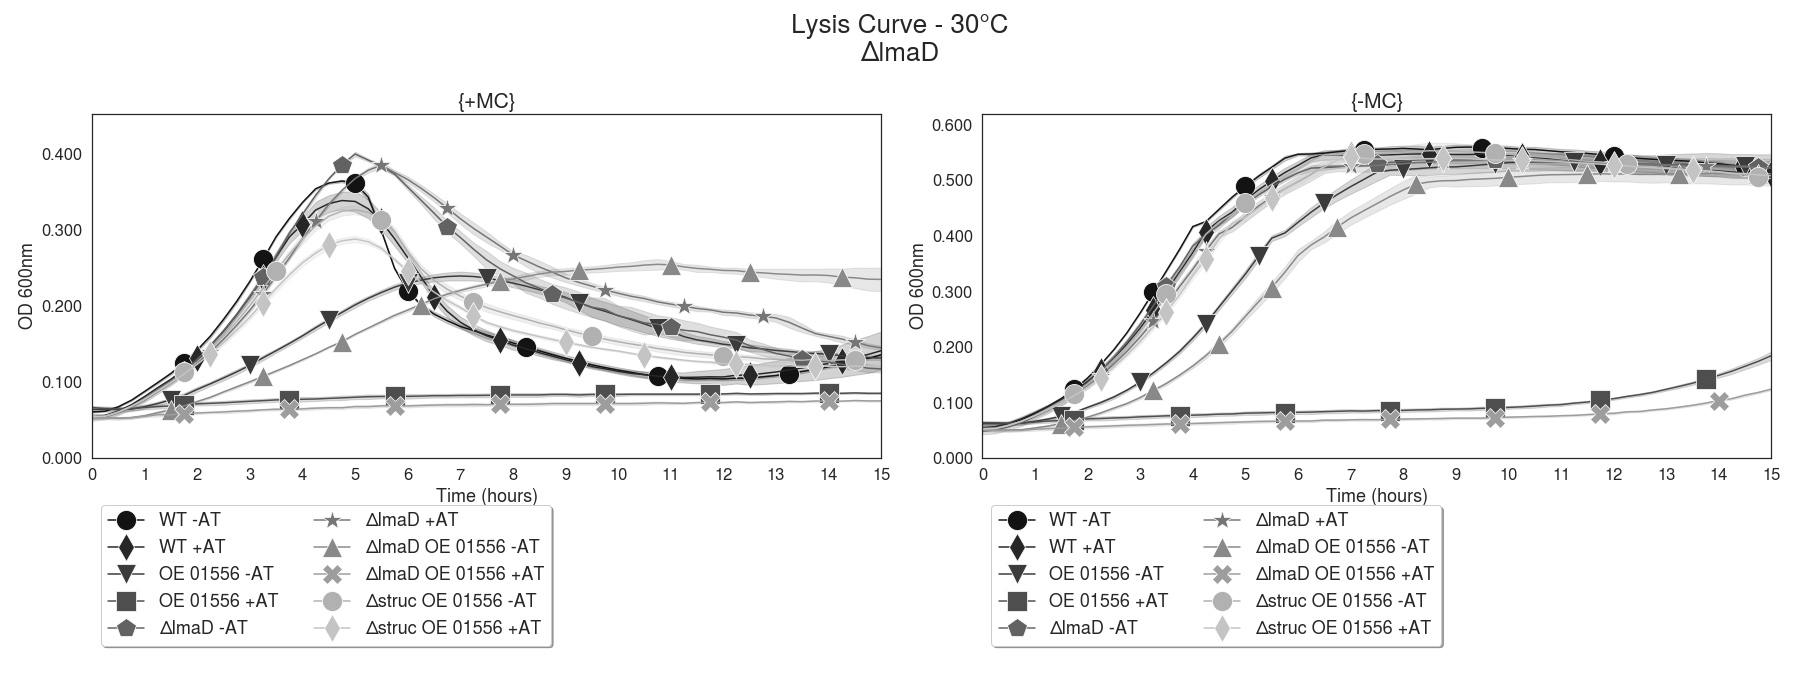 Lysis Curve - 30°C
ΔlmaD
{+MC}
OD 600nm
0.400
0.300
0.200
0.100
0.000
0 1 2 3 4 5 6 7 8 9 10 11 12 13 14 15
Time (hours)
WT -AT
WT +AT
OE 01556 -AT
OE 01556 +AT
ΔlmaD -AT
ΔlmaD +AT
ΔlmaD OE 01556 -AT
ΔlmaD OE 01556 +AT
Δstruc OE 01556 -AT
Δstruc OE 01556 +AT
{-MC}
OD 600nm
0.600
0.500
0.400
0.300
0.200
0.100
0.000
0 1 2 3 4 5 6 7 8 9 10 11 12 13 14 15
Time (hours)
WT -AT
WT +AT
OE 01556 -AT
OE 01556 +AT
ΔlmaD -AT
ΔlmaD +AT
ΔlmaD OE 01556 -AT
ΔlmaD OE 01556 +AT
Δstruc OE 01556 -AT
Δstruc OE 01556 +AT